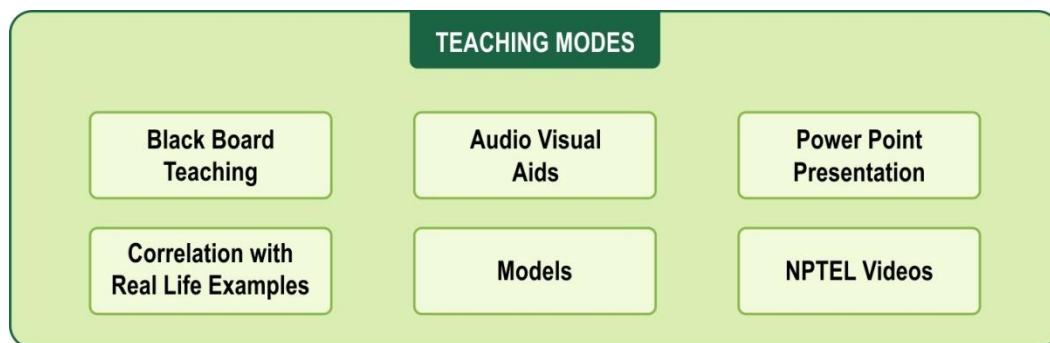 TEACHING MODES
Black Board
Teaching
Audio Visual
Aids
Power Point
Presentation
Correlation with
Real Life Examples
Models
NPTEL Videos